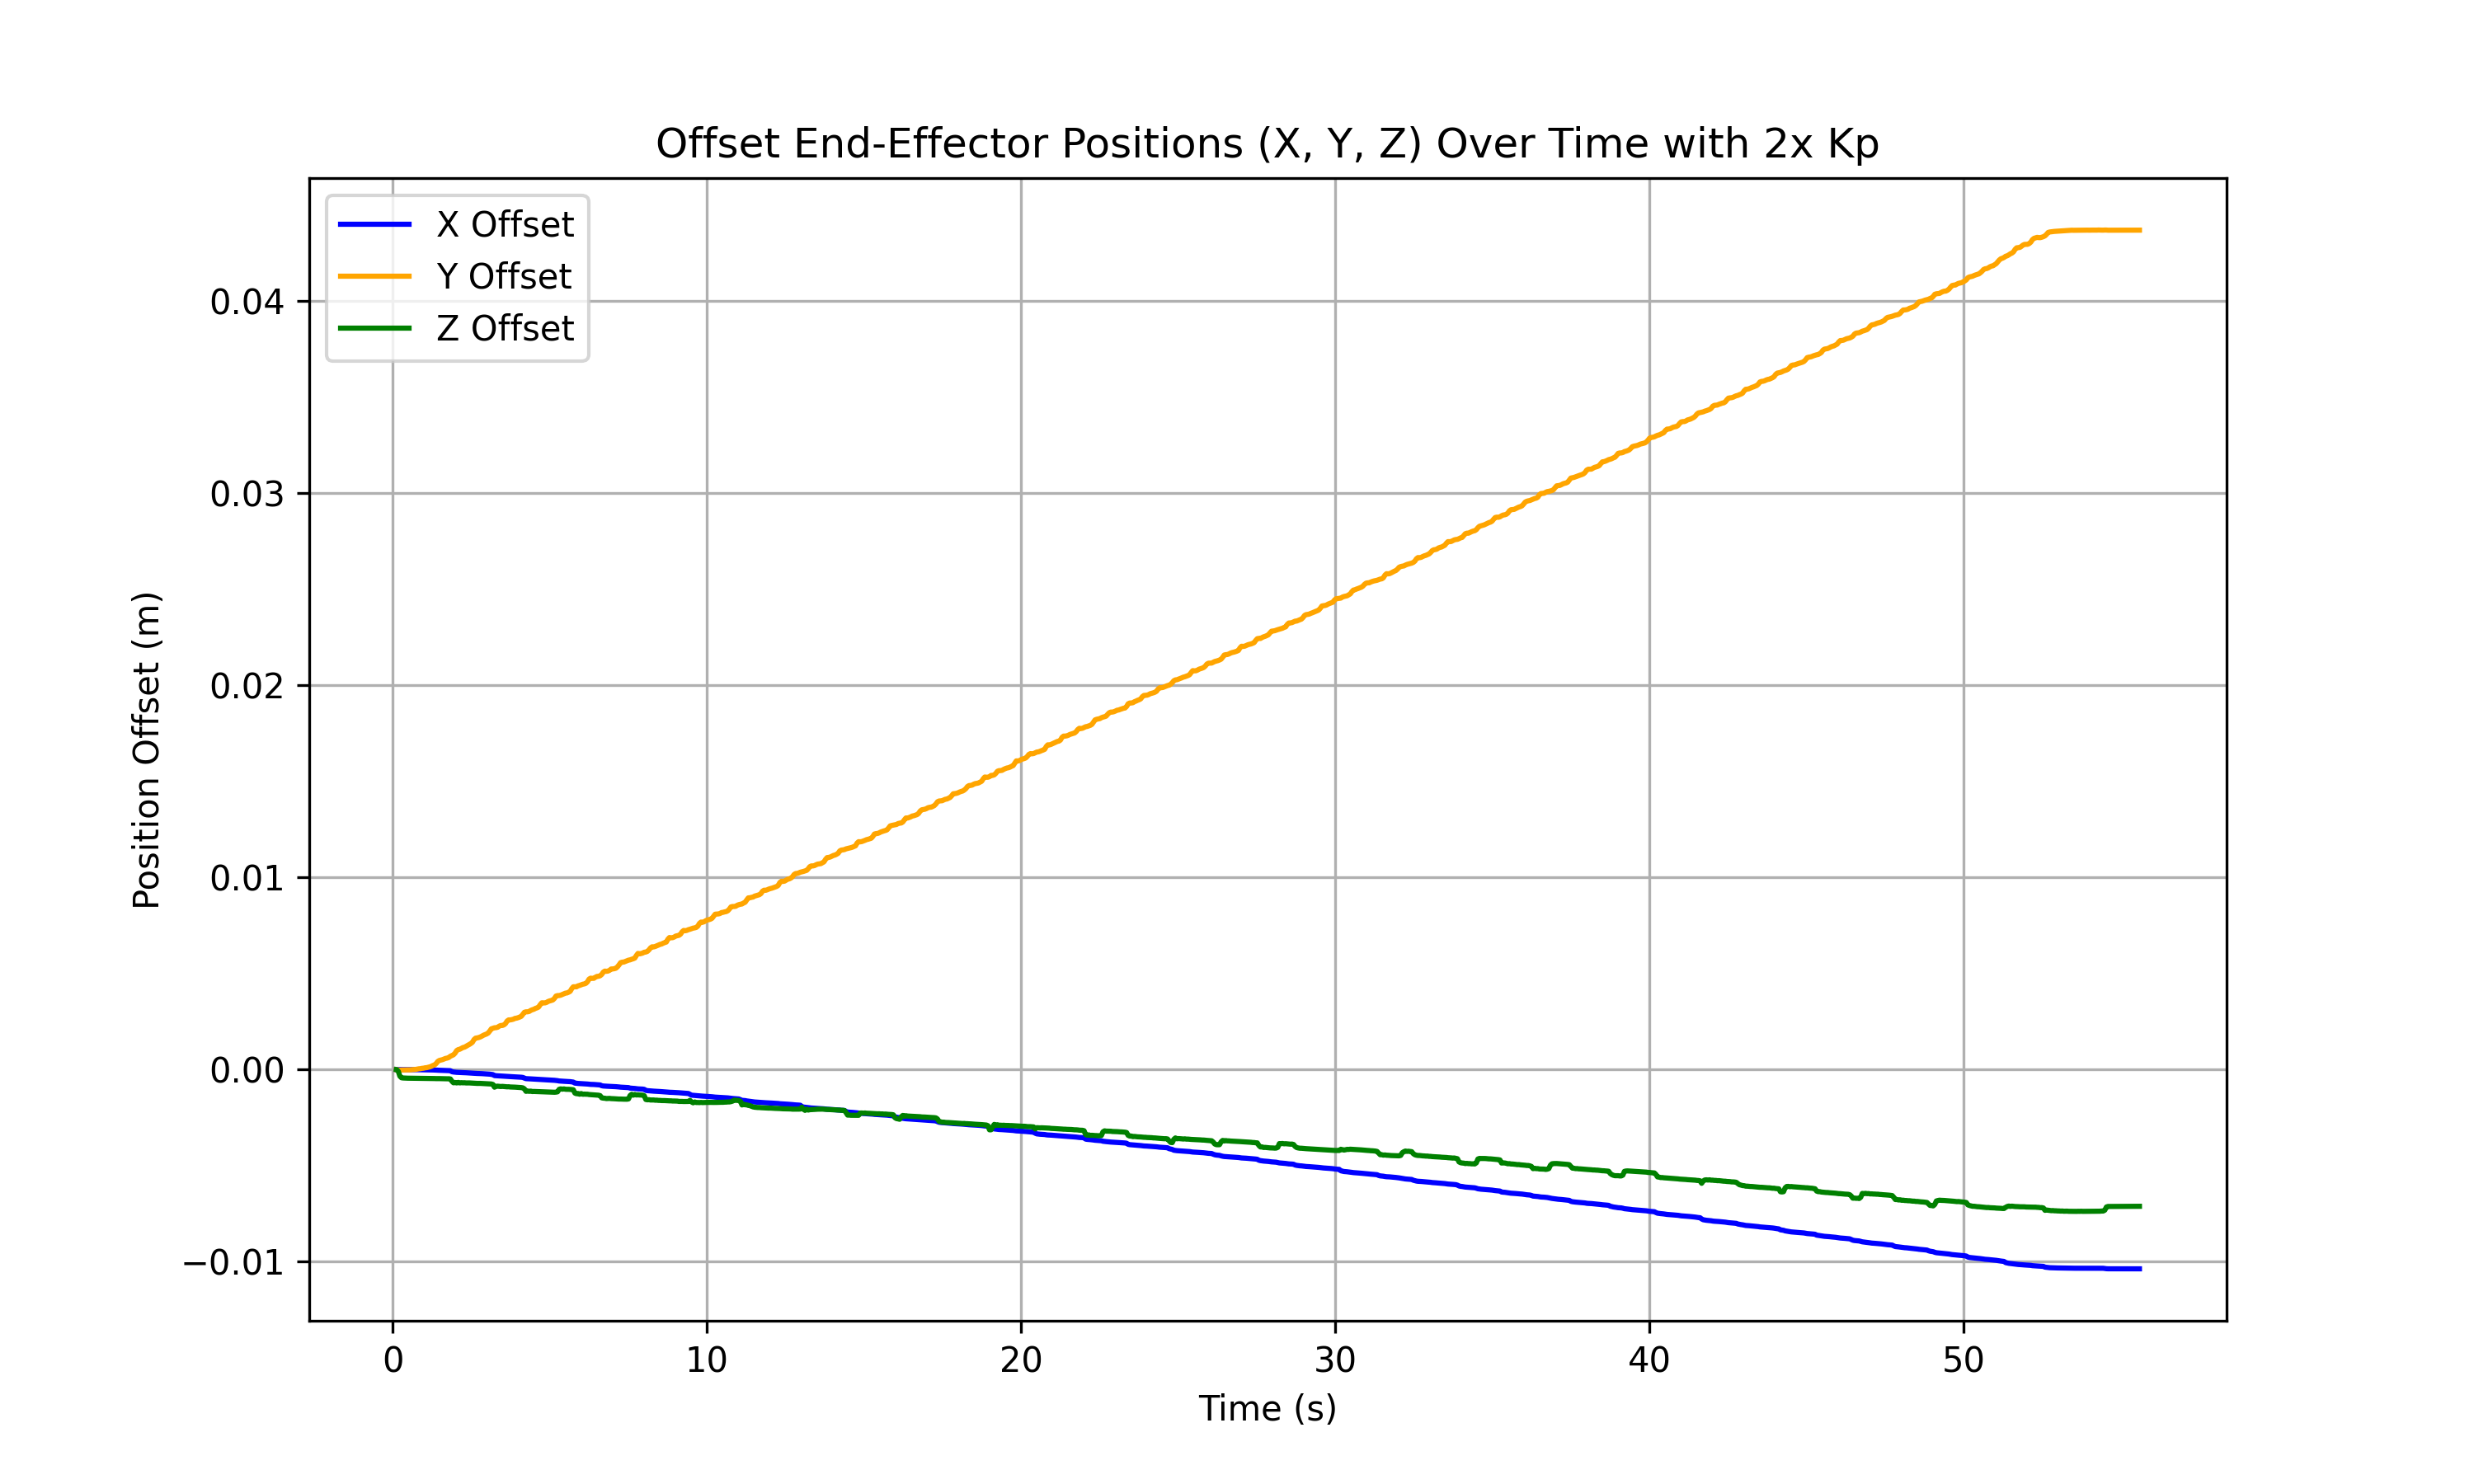 Offset End-Effector Positions (X, Y, Z) Over Time with 2x Kp
X Offset
Y Offset
Z Offset
Position Offset (m)
0.04
0.03
0.02
0.01
0.00
−0.01
0 10 20 30 40 50
Time (s)